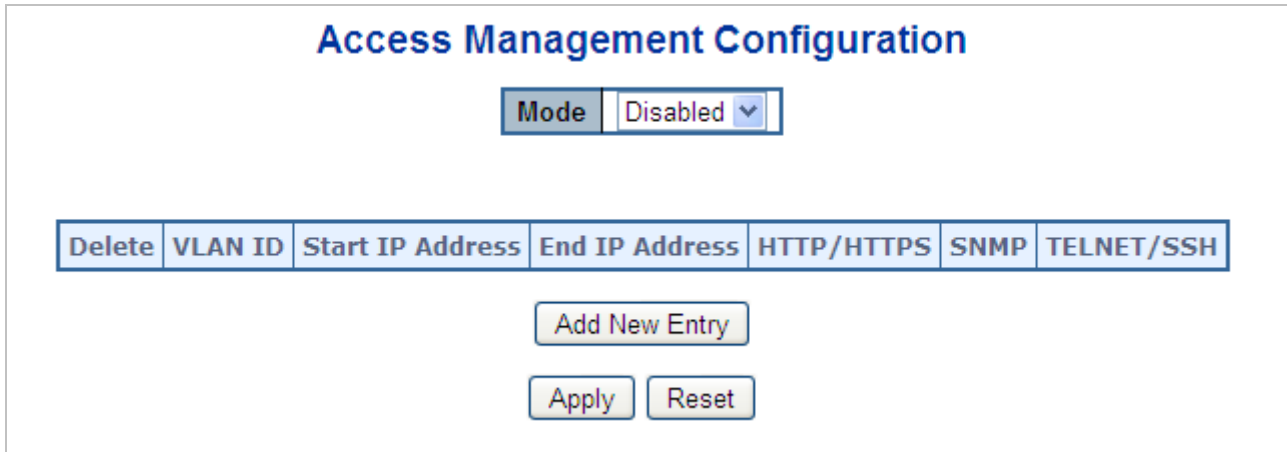 Access Management Configuration
Mode Disabled
Delete VLAN ID Start IP Address End IP Address HTTP/HTTPS SNMP TELNET/SSH
Add New Entry
Apply Reset